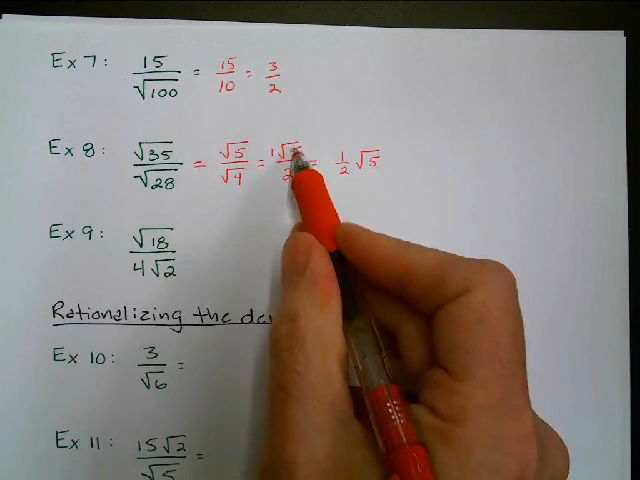 Ex 7: 15/√100 = 15/10 = 3/2
Ex 8: √35/√28 = √5/√4 = 1√5/2 = 1/2 √5
Ex 9: √18/4√2
Rationalizing the
Ex 10: 3/√6 =
Ex 11: 15√2/√5 =